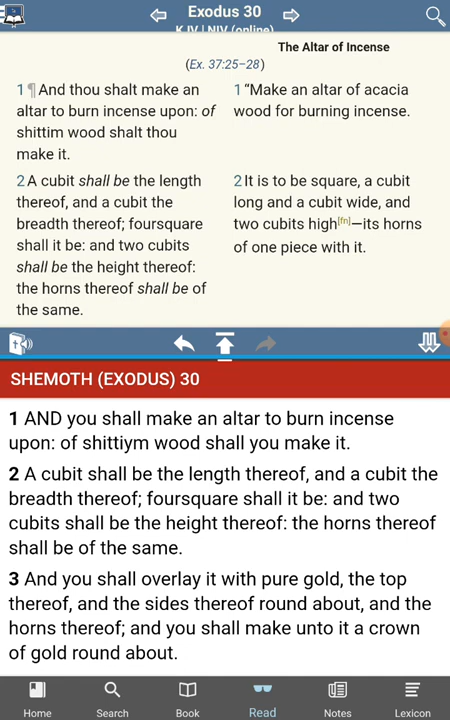 Exodus 30
KJV | NIV (online)
The Altar of Incense
(Ex. 37:25–28)
1 ¶ And thou shalt make an
altar to burn incense upon: of
shittim wood shalt thou
make it.
1 “Make an altar of acacia
wood for burning incense.
2 A cubit shall be the length
thereof, and a cubit the
breadth thereof; foursquare
shall it be: and two cubits
shall be the height thereof:
the horns thereof shall be of
the same.
2 It is to be square, a cubit
long and a cubit wide, and
two cubits high[fn]—its horns
of one piece with it.
SHEMOTH (EXODUS) 30
1 AND you shall make an altar to burn incense
upon: of shittiym wood shall you make it.
2 A cubit shall be the length thereof, and a cubit the
breadth thereof; foursquare shall it be: and two
cubits shall be the height thereof: the horns thereof
shall be of the same.
3 And you shall overlay it with pure gold, the top
thereof, and the sides thereof round about, and the
horns thereof; and you shall make unto it a crown
of gold round about.
Home Search Book Read Notes Lexicon